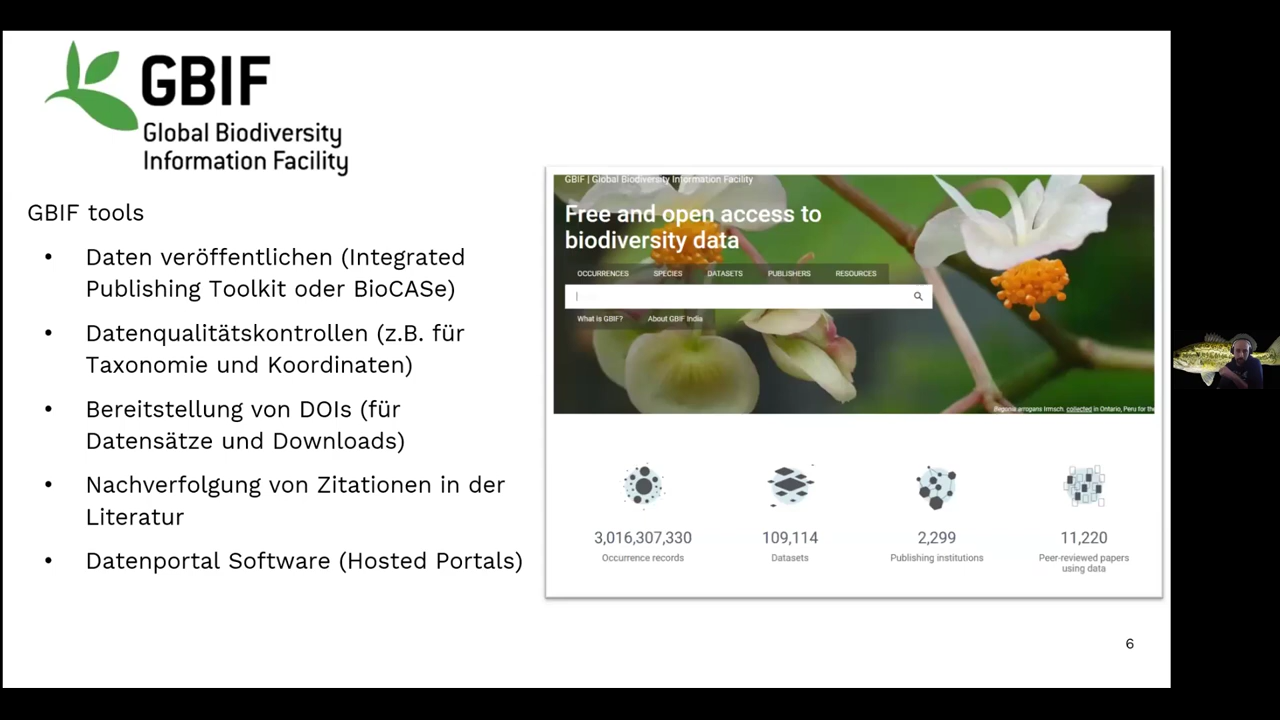 GBIF
Global Biodiversity
Information Facility
GBIF tools
• Daten veröffentlichen (Integrated
Publishing Toolkit oder BioCASe)
• Datenqualitätskontrollen (z.B. für
Taxonomie und Koordinaten)
• Bereitstellung von DOIs (für
Datensätze und Downloads)
• Nachverfolgung von Zitationen in der
Literatur
• Datenportal Software (Hosted Portals)
GBIF | Global Biodiversity Information Facility
Free and open access to
biodiversity data
OCCURRENCES SPECIES DATASETS PUBLISHERS RESOURCES
What is GBIF? About GBIF India
Begonia arrogans Irmsch. collected in Ontario, Peru for the
3,016,307,330 109,114 2,299 11,220
Occurrence records Datasets Publishing institutions Peer-reviewed papers
using data
6